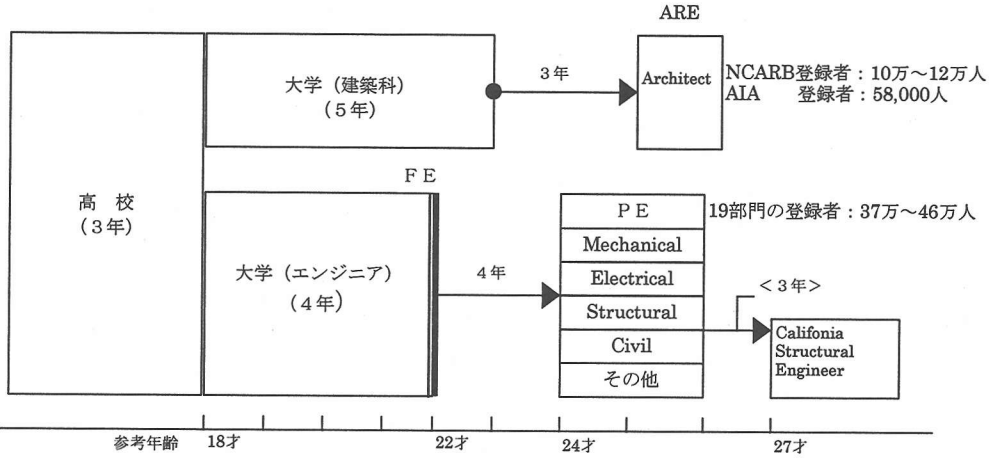 ARE
大学（建築科）
（５年）
３年
Architect
NCARB登録者：10万～12万人
AIA 登録者：58,000人
ＦＥ
高 校
（３年）
ＰＥ
19部門の登録者：37万～46万人
Mechanical
大学（エンジニア）
（４年）
４年
Electrical
＜３年＞
Structural
Civil
その他
Califonia
Structural
Engineer
参考年齢
18才
22才
24才
27才